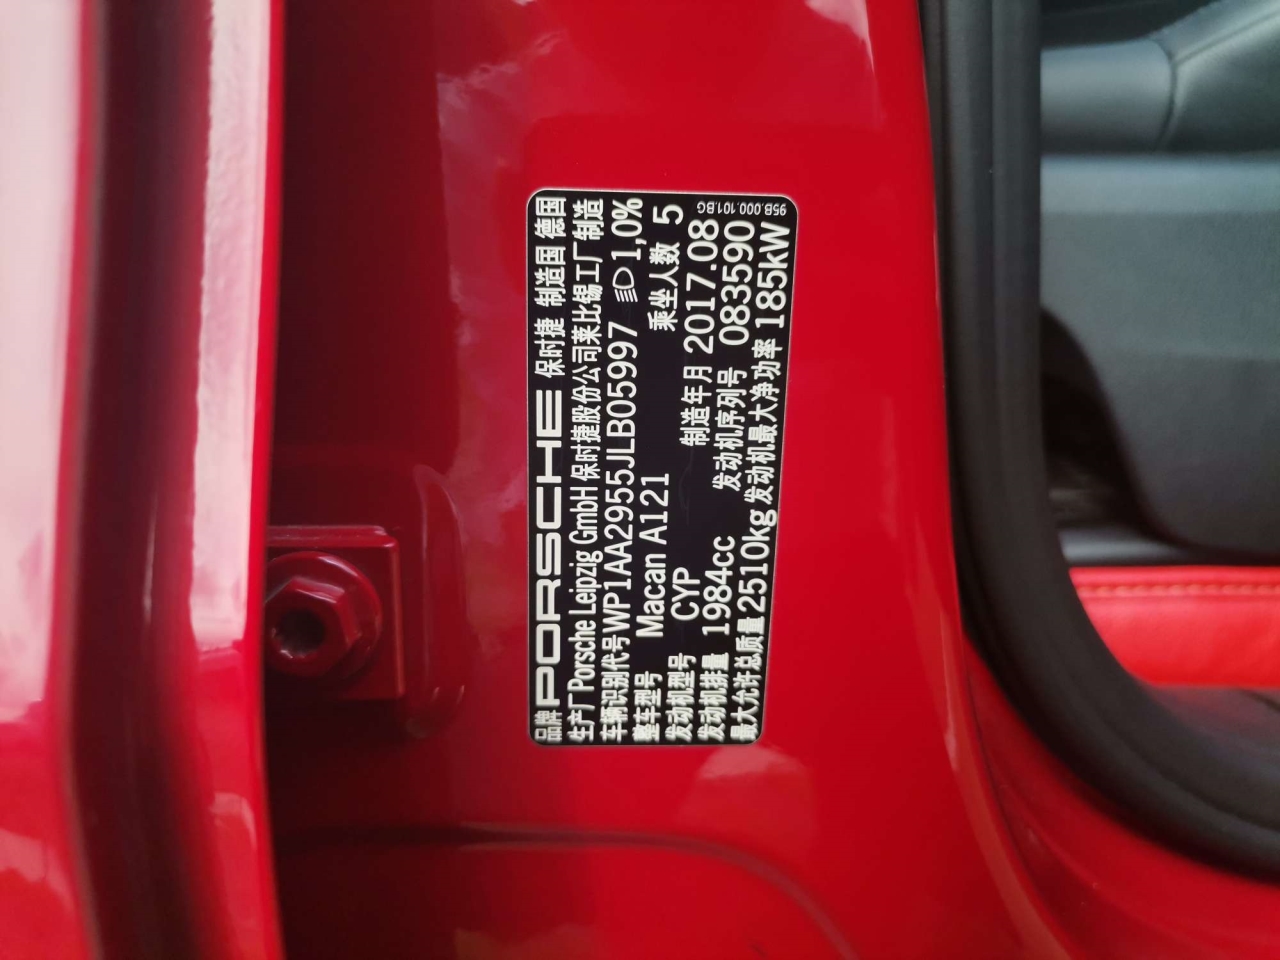 品牌 PORSCHE 保时捷 制造国 德国
生产厂 Porsche Leipzig GmbH 保时捷股份公司莱比锡工厂制造
车辆识别代号 WP1AA2955JLB05997 1,0%
整车型号 Macan A121 乘坐人数 5
发动机型号 CYP 制造年月 2017.08
发动机排量 1984cc 发动机序列号 083590
最大允许总质量 2510kg 发动机最大净功率 185kW
95B.000.101.BG